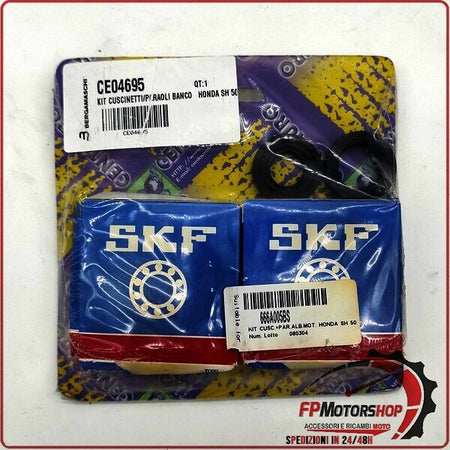 BERGAMASCHI
CE04695
QT:1
KIT CUSCINETTI/PARAOLI BANCO HONDA SH 50
CE04695
SKF
SKF
666A005BS
KIT CUSC.+PAR.ALB.MOT. HONDA SH 50
Num. Lotto 080304
FPMOTORSHOP
ACCESSORI E RICAMBI MOTO
SPEDIZIONI IN 24/48H